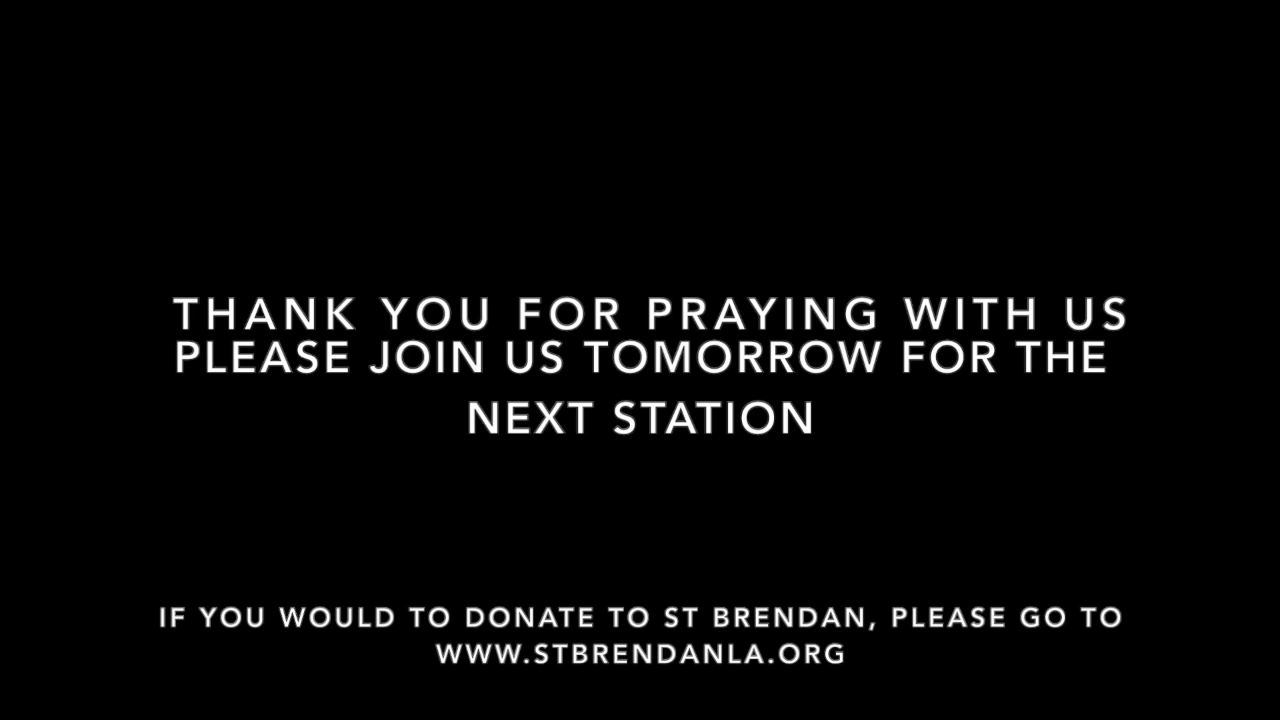 THANK YOU FOR PRAYING WITH US
PLEASE JOIN US TOMORROW FOR THE
NEXT STATION
IF YOU WOULD TO DONATE TO ST BRENDAN, PLEASE GO TO
WWW.STBRENDANLA.ORG